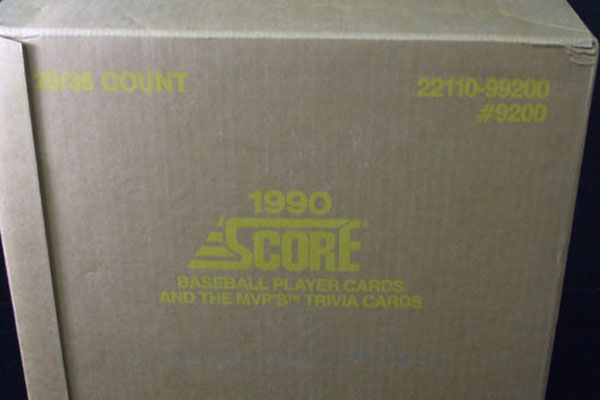 20/36 COUNT
22110-99200
#9200
1990
SCORE®
BASEBALL PLAYER CARDS
AND THE MVP'S™ TRIVIA CARDS